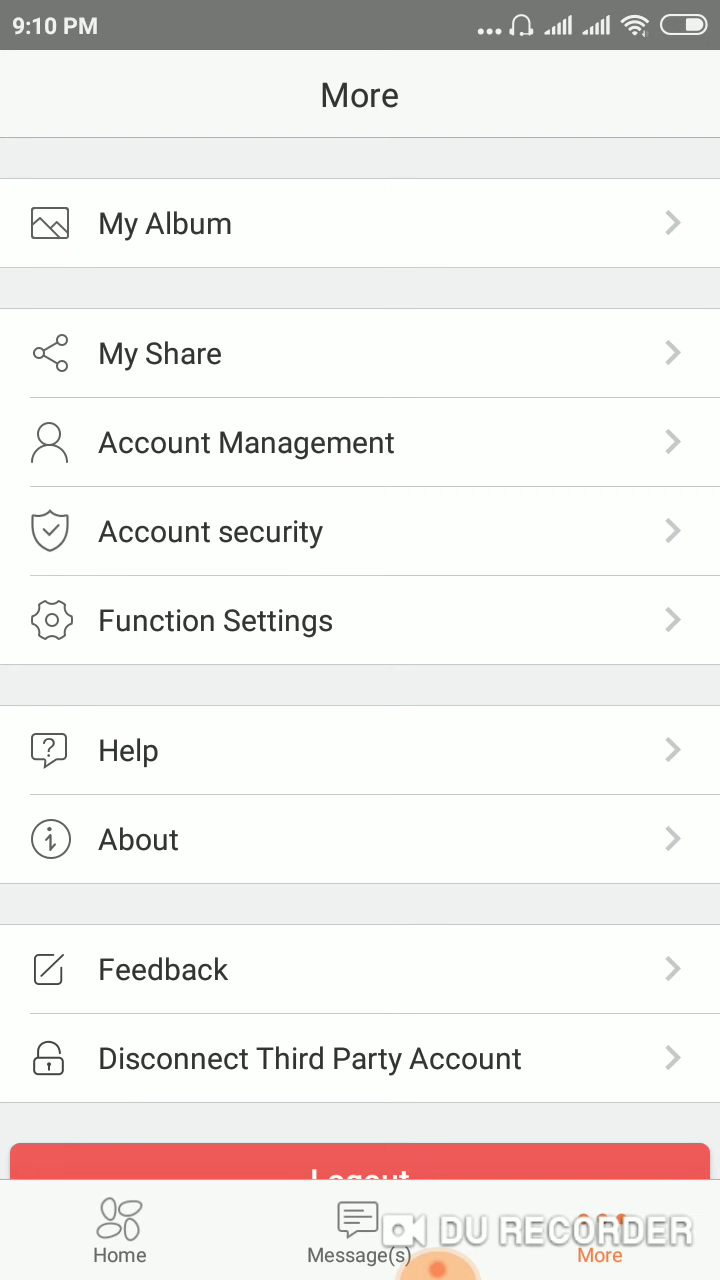 9:10 PM
More
My Album
My Share
Account Management
Account security
Function Settings
Help
About
Feedback
Disconnect Third Party Account
Logout
Home
Message(s)
More
DU RECORDER